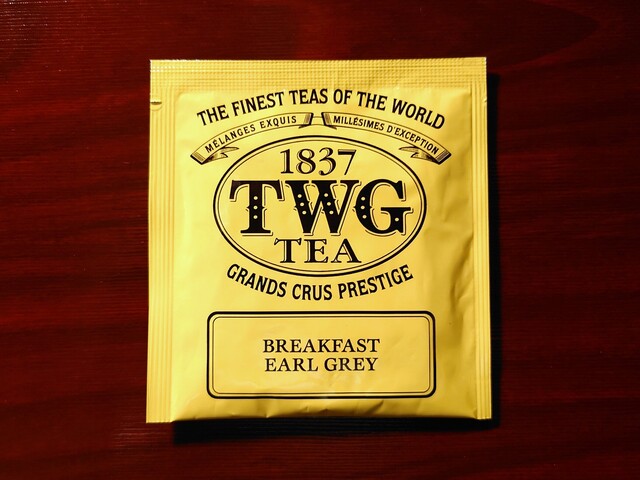 THE FINEST TEAS OF THE WORLD
MÉLANGES EXQUIS MILLÉSIMES D'EXCEPTION
1837
TWG
TEA
GRANDS CRUS PRESTIGE
BREAKFAST
EARL GREY